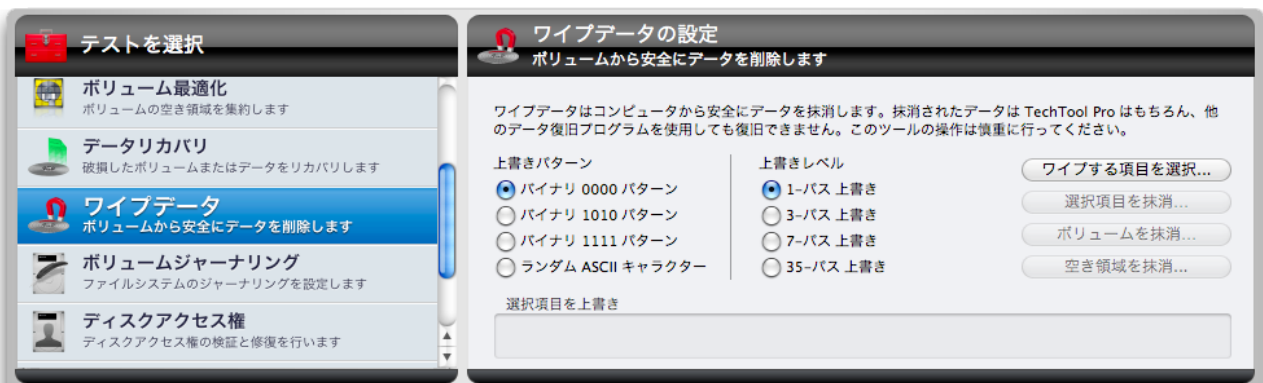 テストを選択
ボリューム最適化
ボリュームの空き領域を集約します
データリカバリ
破損したボリュームまたはデータをリカバリします
ワイプデータ
ボリュームから安全にデータを削除します
ボリュームジャーナリング
ファイルシステムのジャーナリングを設定します
ディスクアクセス権
ディスクアクセス権の検証と修復を行います
ワイプデータの設定
ボリュームから安全にデータを削除します
ワイプデータはコンピュータから安全にデータを抹消します。抹消されたデータは TechTool Pro はもちろん、他
のデータ復旧プログラムを使用しても復旧できません。このツールの操作は慎重に行ってください。
上書きパターン
バイナリ 0000 パターン
バイナリ 1010 パターン
バイナリ 1111 パターン
ランダム ASCII キャラクター
上書きレベル
1-パス 上書き
3-パス 上書き
7-パス 上書き
35-パス 上書き
ワイプする項目を選択...
選択項目を抹消...
ボリュームを抹消...
空き領域を抹消...
選択項目を上書き